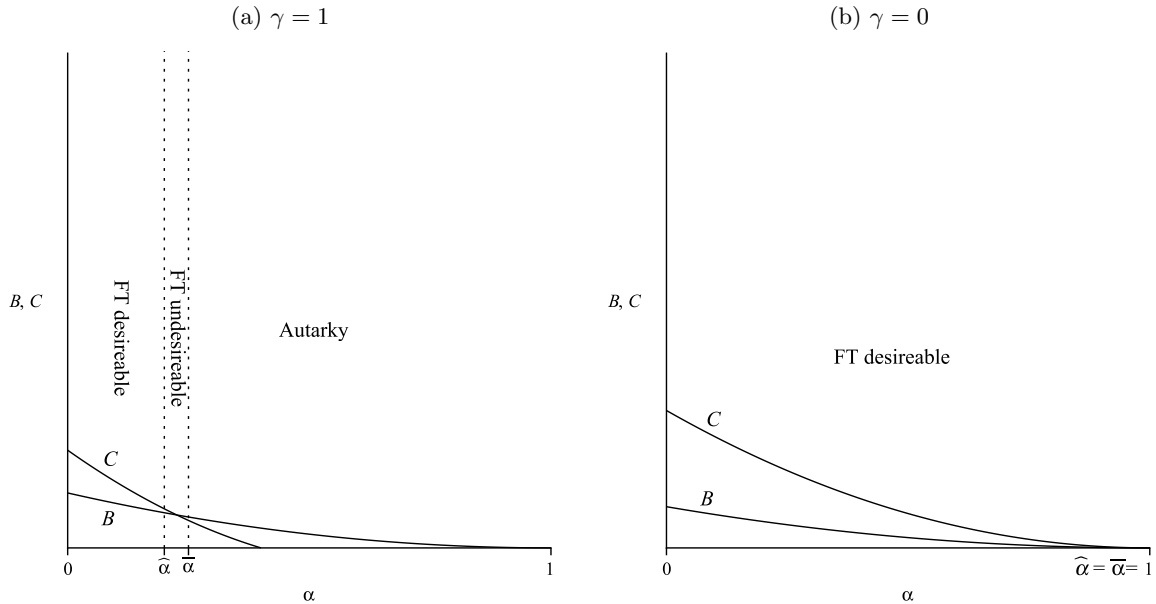 (a) γ = 1
FT desireable
FT undesireable
Autarky
B, C
C
B
0
α̂
ᾱ
1
α
(b) γ = 0
FT desireable
B, C
C
B
0
α̂ = ᾱ = 1
α